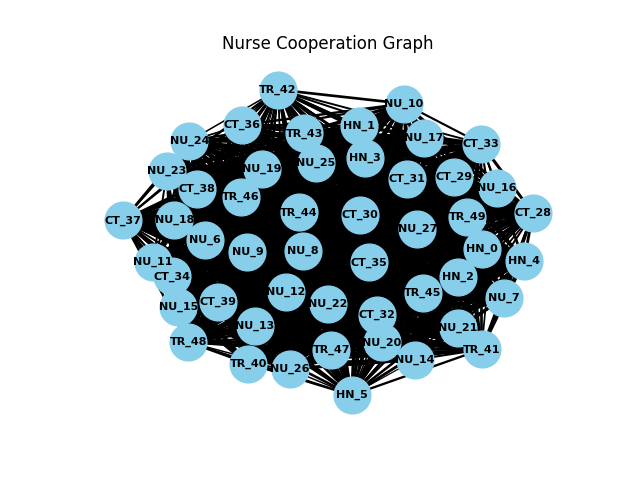 Nurse Cooperation Graph
TR_42
NU_10
CT_36
TR_43
HN_1
NU_17
NU_24
CT_33
NU_19
NU_25
HN_3
NU_23
CT_38
CT_31
CT_29
NU_16
TR_46
CT_37
NU_18
TR_44
CT_30
TR_49
CT_28
NU_6
NU_27
NU_9
NU_8
HN_0
NU_11
CT_35
HN_4
CT_34
HN_2
NU_15
CT_39
NU_12
NU_22
TR_45
NU_7
NU_13
CT_32
NU_21
TR_48
TR_47
NU_20
TR_41
TR_40
NU_26
NU_14
HN_5